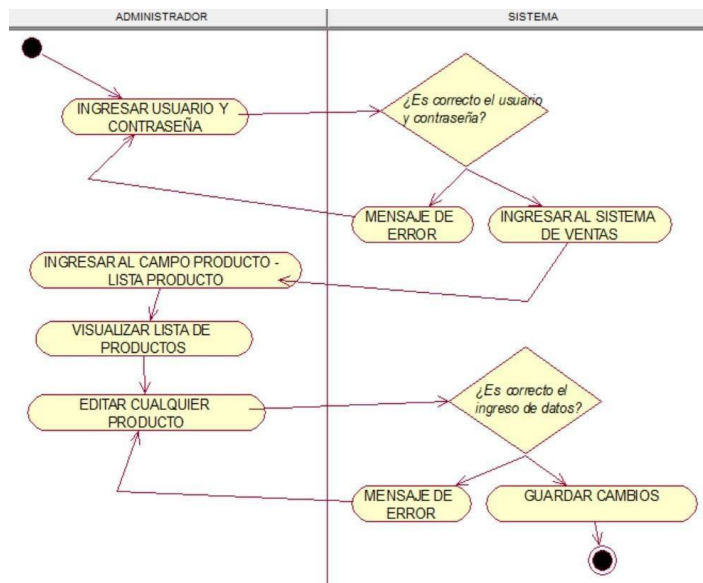 ADMINISTRADOR
SISTEMA
INGRESAR USUARIO Y
CONTRASEÑA
¿Es correcto el usuario
y contraseña?
MENSAJE DE
ERROR
INGRESAR AL SISTEMA
DE VENTAS
INGRESAR AL CAMPO PRODUCTO -
LISTA PRODUCTO
VISUALIZAR LISTA DE
PRODUCTOS
EDITAR CUALQUIER
PRODUCTO
¿Es correcto el
ingreso de datos?
MENSAJE DE
ERROR
GUARDAR CAMBIOS